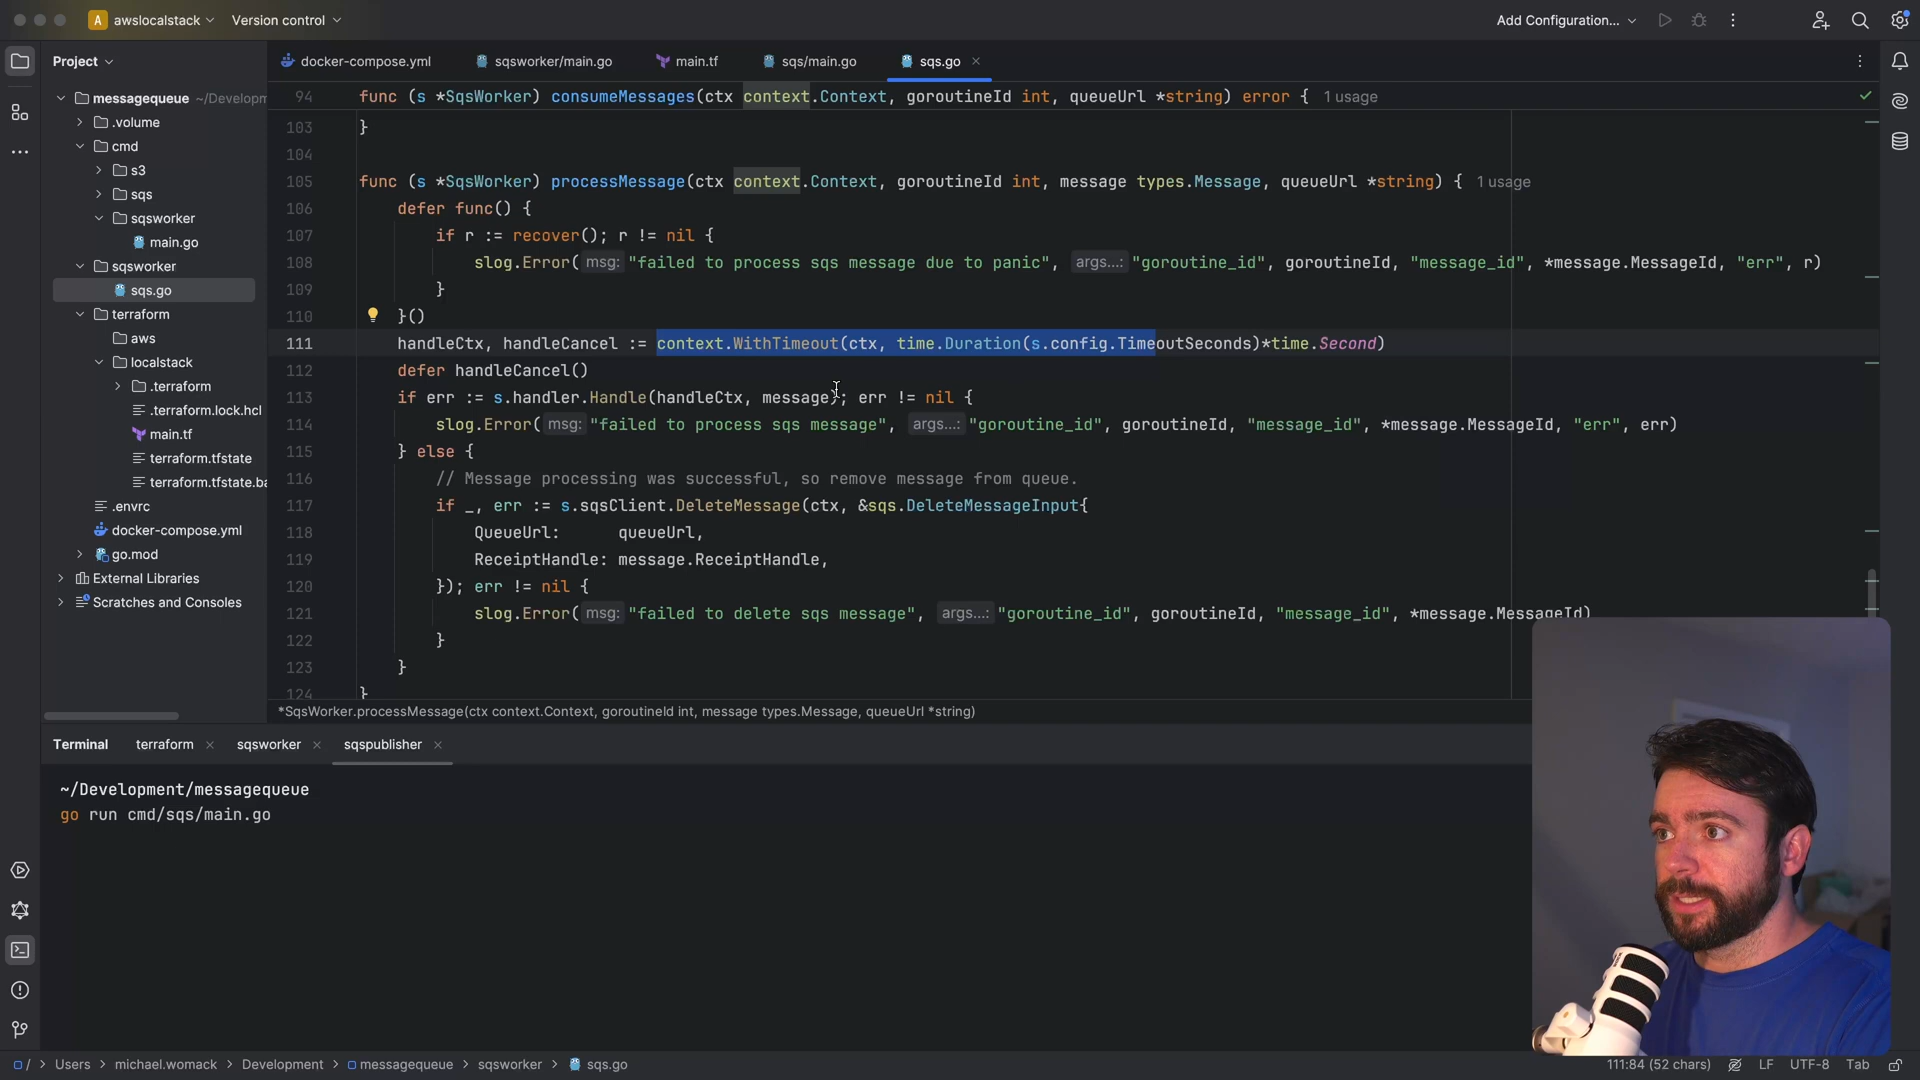 A awslocalstack Version control Add Configuration...
Project
docker-compose.yml sqsworker/main.go main.tf sqs/main.go sqs.go
messagequeue ~/Developm
.volume
cmd
s3
sqs
sqsworker
main.go
sqsworker
sqs.go
terraform
aws
localstack
.terraform
.terraform.lock.hcl
main.tf
terraform.tfstate
terraform.tfstate.ba
.envrc
docker-compose.yml
go.mod
External Libraries
Scratches and Consoles
94 func (s *SqsWorker) consumeMessages(ctx context.Context, goroutineId int, queueUrl *string) error { 1 usage
103 }
104
105 func (s *SqsWorker) processMessage(ctx context.Context, goroutineId int, message types.Message, queueUrl *string) { 1 usage
106 defer func() {
107 if r := recover(); r != nil {
108 slog.Error( msg: "failed to process sqs message due to panic", args...: "goroutine_id", goroutineId, "message_id", *message.MessageId, "err", r)
109 }
110 }()
111 handleCtx, handleCancel := context.WithTimeout(ctx, time.Duration(s.config.TimeoutSeconds)*time.Second)
112 defer handleCancel()
113 if err := s.handler.Handle(handleCtx, message); err != nil {
114 slog.Error( msg: "failed to process sqs message", args...: "goroutine_id", goroutineId, "message_id", *message.MessageId, "err", err)
115 } else {
116 // Message processing was successful, so remove message from queue.
117 if _, err := s.sqsClient.DeleteMessage(ctx, &sqs.DeleteMessageInput{
118 QueueUrl: queueUrl,
119 ReceiptHandle: message.ReceiptHandle,
120 }); err != nil {
121 slog.Error( msg: "failed to delete sqs message", args...: "goroutine_id", goroutineId, "message_id", *message.MessageId)
122 }
123 }
124 }
*SqsWorker.processMessage(ctx context.Context, goroutineId int, message types.Message, queueUrl *string)
Terminal terraform sqsworker sqspublisher
~/Development/messagequeue
go run cmd/sqs/main.go
/ > Users > michael.womack > Development > messagequeue > sqsworker > sqs.go 111:84 (52 chars) LF UTF-8 Tab